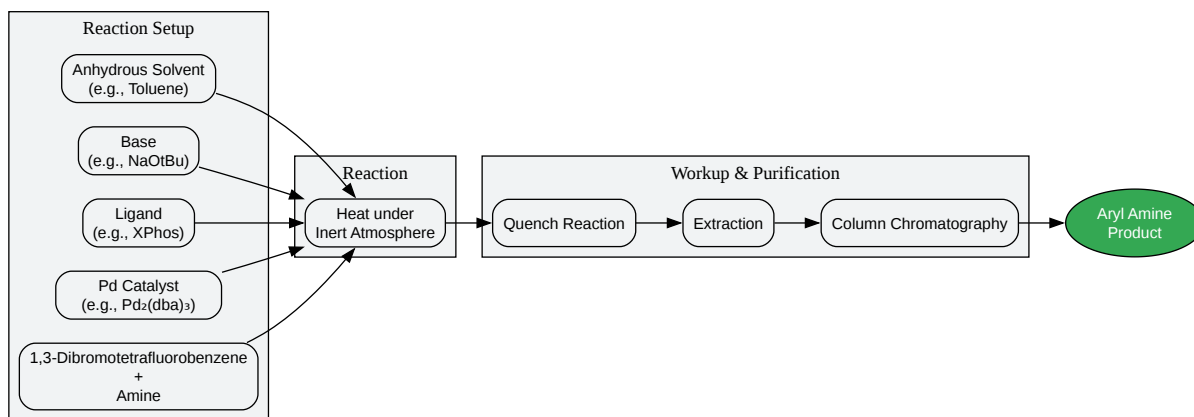 Reaction Setup
Anhydrous Solvent
(e.g., Toluene)
Base
(e.g., NaOtBu)
Ligand
(e.g., XPhos)
Pd Catalyst
(e.g., Pd₂(dba)₃)
1,3-Dibromotetrafluorobenzene
+
Amine
Reaction
Heat under
Inert Atmosphere
Workup & Purification
Quench Reaction
Extraction
Column Chromatography
Aryl Amine
Product